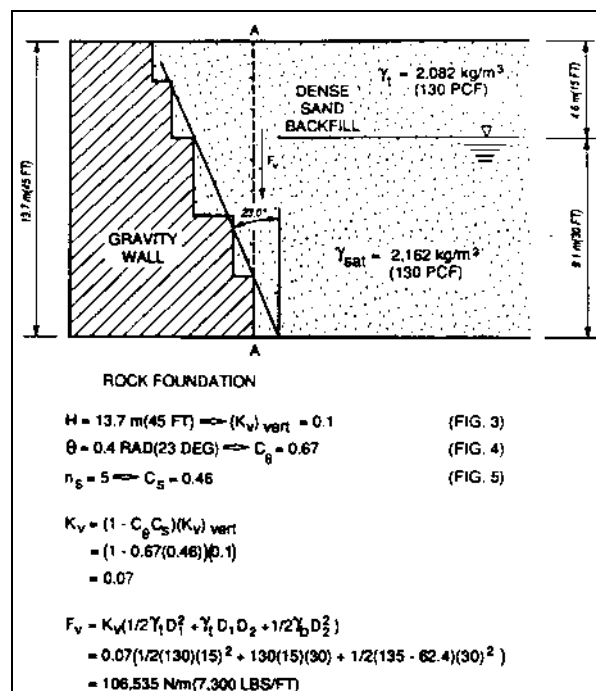 A
γt = 2,082 kg/m3
(130 PCF)
DENSE
SAND
BACKFILL
4.6 m(15 FT)
13.7 m(45 FT)
Fv
23.0°
GRAVITY
WALL
γsat = 2,162 kg/m3
(130 PCF)
9.1 m(30 FT)
A
ROCK FOUNDATION
H = 13.7 m(45 FT) ⟹ (Kv) vert = 0.1 (FIG. 3)
θ = 0.4 RAD(23 DEG) ⟹ Cθ = 0.67 (FIG. 4)
ns = 5 ⟹ Cs = 0.46 (FIG. 5)
Kv = (1 - CθCs)(Kv) vert
= (1 - 0.67(0.46))(0.1)
= 0.07
Fv = Kv(1/2γtD1² + γtD1D2 + 1/2γbD2²)
= 0.07(1/2(130)(15)² + 130(15)(30) + 1/2(135 - 62.4)(30)²)
= 106,535 N/m(7,300 LBS/FT)